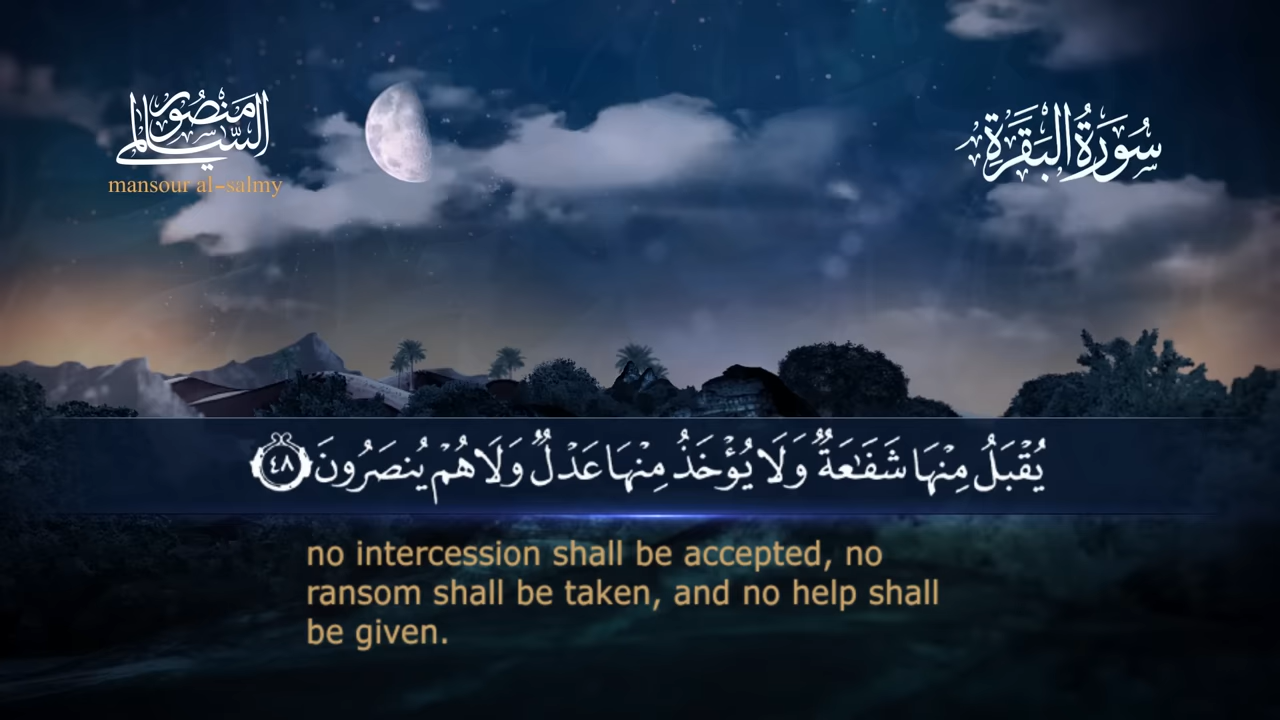 منصور السالمي
mansour al-salmy
سُورَةُ البَقَرَةِ
يُقۡبَلُ مِنۡهَا شَفَٰعَةٌ وَلَا يُؤۡخَذُ مِنۡهَا عَدۡلٌ وَلَا هُمۡ يُنصَرُونَ ٤٨
no intercession shall be accepted, no
ransom shall be taken, and no help shall
be given.